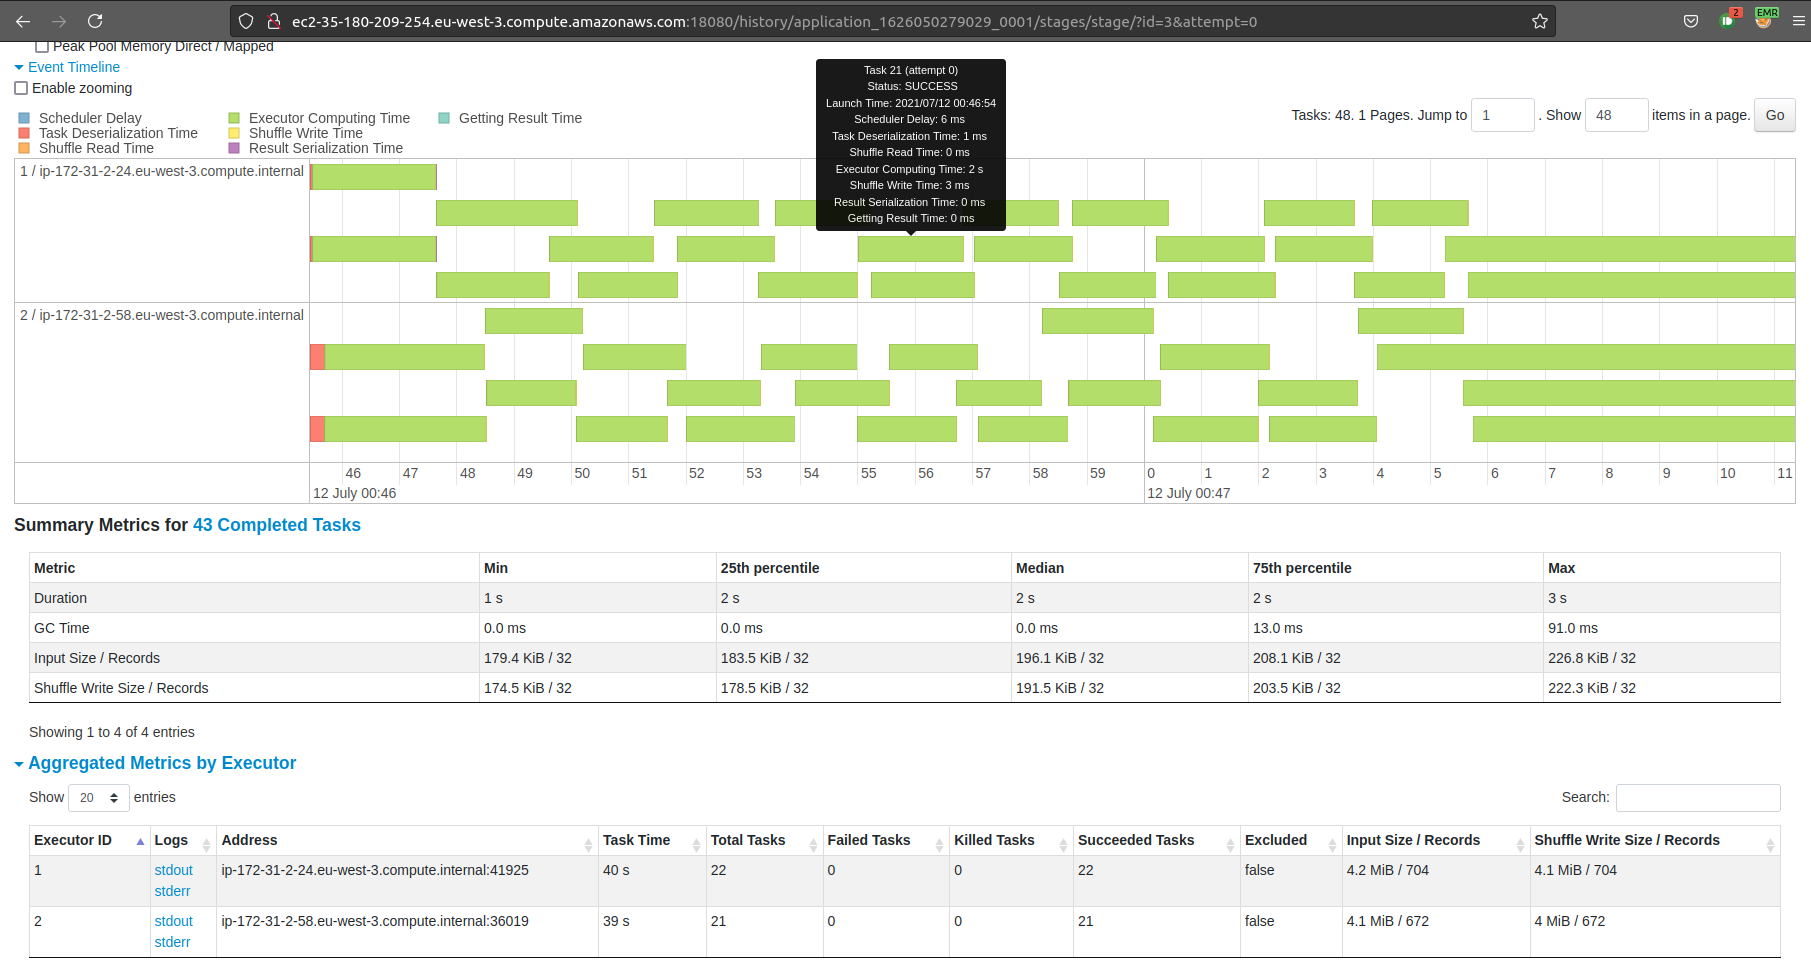 ec2-35-180-209-254.eu-west-3.compute.amazonaws.com:18080/history/application_1626050279029_0001/stages/stage/?id=3&attempt=0
2
EMR
Peak Pool Memory Direct / Mapped
Event Timeline
Enable zooming
Scheduler Delay
Executor Computing Time
Getting Result Time
Task Deserialization Time
Shuffle Write Time
Shuffle Read Time
Result Serialization Time
Tasks: 48. 1 Pages. Jump to 1 . Show 48 items in a page. Go
Task 21 (attempt 0)
Status: SUCCESS
Launch Time: 2021/07/12 00:46:54
Scheduler Delay: 6 ms
Task Deserialization Time: 1 ms
Shuffle Read Time: 0 ms
Executor Computing Time: 2 s
Shuffle Write Time: 3 ms
Result Serialization Time: 0 ms
Getting Result Time: 0 ms
1 / ip-172-31-2-24.eu-west-3.compute.internal
2 / ip-172-31-2-58.eu-west-3.compute.internal
46 47 48 49 50 51 52 53 54 55 56 57 58 59 0 1 2 3 4 5 6 7 8 9 10 11
12 July 00:46 12 July 00:47
Summary Metrics for 43 Completed Tasks
Metric Min 25th percentile Median 75th percentile Max
Duration 1 s 2 s 2 s 2 s 3 s
GC Time 0.0 ms 0.0 ms 0.0 ms 13.0 ms 91.0 ms
Input Size / Records 179.4 KiB / 32 183.5 KiB / 32 196.1 KiB / 32 208.1 KiB / 32 226.8 KiB / 32
Shuffle Write Size / Records 174.5 KiB / 32 178.5 KiB / 32 191.5 KiB / 32 203.5 KiB / 32 222.3 KiB / 32
Showing 1 to 4 of 4 entries
Aggregated Metrics by Executor
Show 20 entries
Search:
Executor ID Logs Address Task Time Total Tasks Failed Tasks Killed Tasks Succeeded Tasks Excluded Input Size / Records Shuffle Write Size / Records
1 stdout ip-172-31-2-24.eu-west-3.compute.internal:41925 40 s 22 0 0 22 false 4.2 MiB / 704 4.1 MiB / 704
stderr
2 stdout ip-172-31-2-58.eu-west-3.compute.internal:36019 39 s 21 0 0 21 false 4.1 MiB / 672 4 MiB / 672
stderr